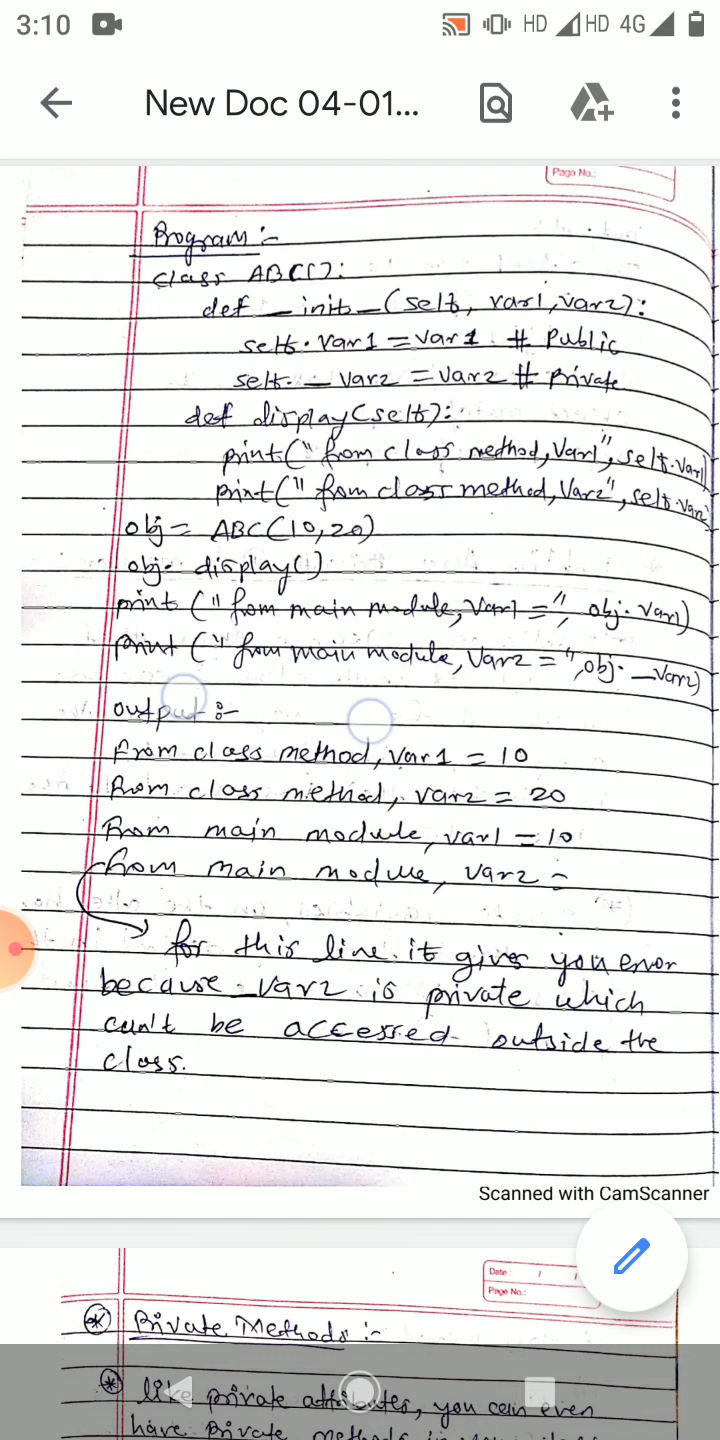 3:10 HD HD 4G
New Doc 04-01...
Page No.:
Program :-
class ABC():
def __init__(self, var1, var2):
self.var1 = var1 # Public
self.__var2 = var2 # Private
def display(self):
print(" from class method, Var1", self.var1)
print(" from class method, Var2", self.var2
obj = ABC(10,20)
obj. display()
print (" from main module, Var1 =", obj. var1)
print (" from main module, Var2 =", obj. __var2)
output :-
From class method, var1 = 10
From class method, var2 = 20
From main module, var1 = 10
from main module, var2 =
for this line it gives you error
because __var2 is private which
can't be accessed outside the
class.
Scanned with CamScanner
Date : / /
Page No.:
* Private Methods :-
* like private attributes, you can even
have Private methods in your class